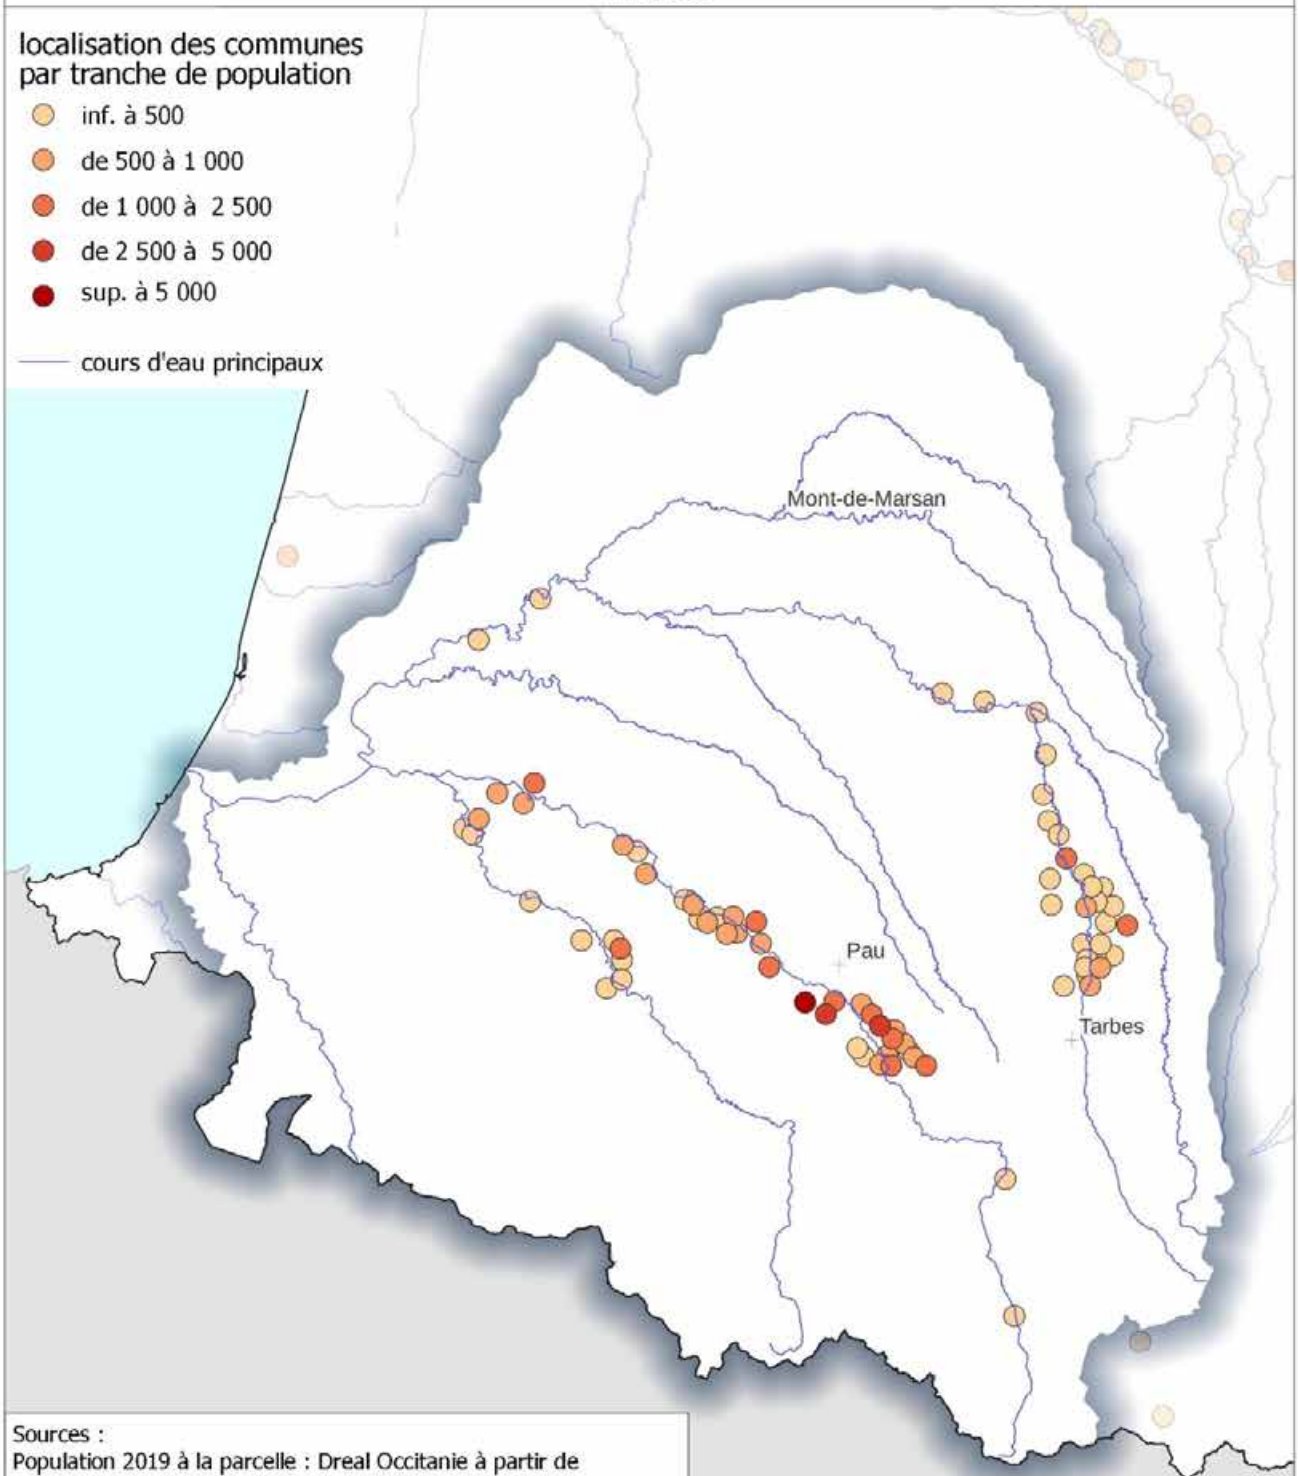 localisation des communes
par tranche de population
inf. à 500
de 500 à 1 000
de 1 000 à 2 500
de 2 500 à 5 000
sup. à 5 000
cours d'eau principaux
Mont-de-Marsan
Pau
Tarbes
Sources :
Population 2019 à la parcelle : Dreal Occitanie à partir de